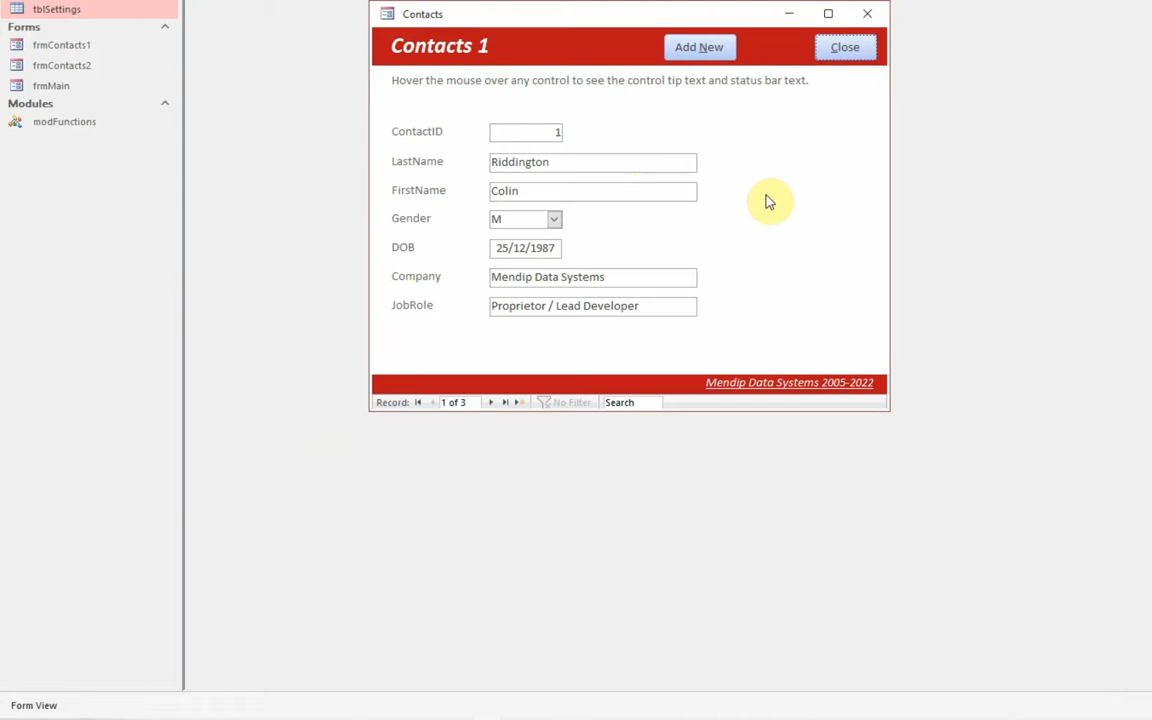 tblSettings
Forms
frmContacts1
frmContacts2
frmMain
Modules
modFunctions
Contacts
Contacts 1
Add New
Close
Hover the mouse over any control to see the control tip text and status bar text.
ContactID 1
LastName Riddington
FirstName Colin
Gender M
DOB 25/12/1987
Company Mendip Data Systems
JobRole Proprietor / Lead Developer
Mendip Data Systems 2005-2022
Record: 1 of 3 No Filter Search
Form View